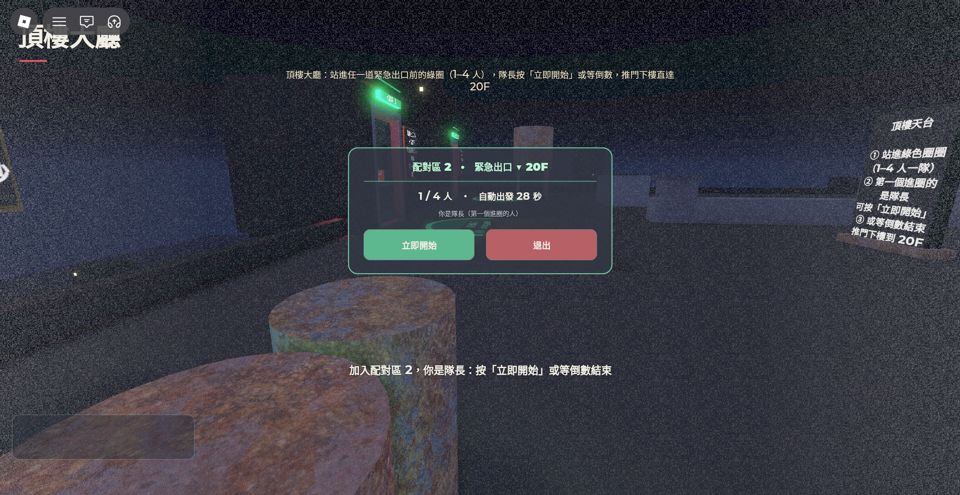 頂樓大廳
頂樓大廳：站進任一道緊急出口前的綠圈（1–4 人），隊長按「立即開始」或等倒數，推門下樓直達
20F
配對區 2 • 緊急出口 ▼ 20F
1 / 4 人 • 自動出發 28 秒
你是隊長（第一個進圈的人）
立即開始
退出
加入配對區 2，你是隊長：按「立即開始」或等倒數結束
頂樓天台
① 站進綠色圈圈
（1–4 人一隊）
② 第一個進圈的
是隊長
可按「立即開始」
③ 或等倒數結束
推門下樓到 20F